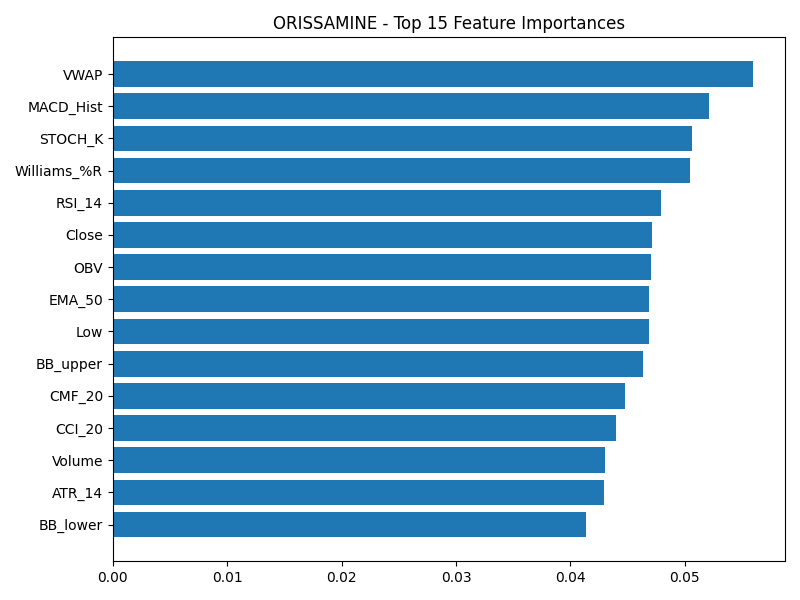 ORISSAMINE - Top 15 Feature Importances
VWAP
MACD_Hist
STOCH_K
Williams_%R
RSI_14
Close
OBV
EMA_50
Low
BB_upper
CMF_20
CCI_20
Volume
ATR_14
BB_lower
0.00 0.01 0.02 0.03 0.04 0.05